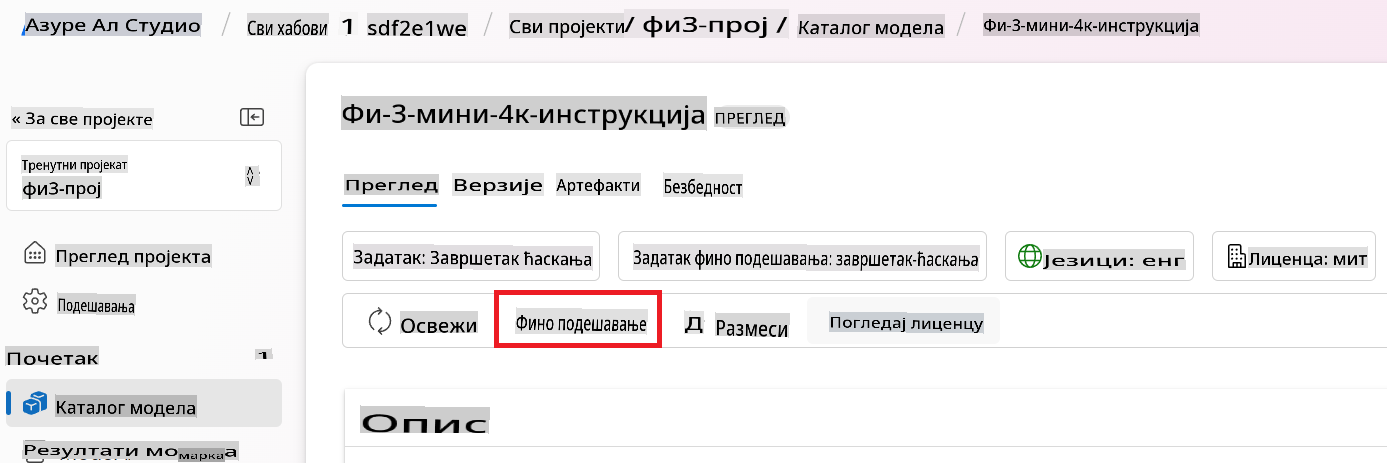 Азуре Ал Студио / Сви хабови 1 sdf2e1we / Сви пројекти / фи3-прој / Каталог модела / Фи-3-мини-4к-инструкција
« За све пројекте
Тренутни пројекат
фи3-прој
Преглед пројекта
Подешавања
Почетак 1
Каталог модела
Резултати мо марка а
Фи-3-мини-4к-инструкција ПРЕГЛЕД
Преглед Верзије Артефакти Безбедност
Задатак: Завршетак ћаскања Задатак фино подешавања: завршетак-ћаскања Језици: енг Лиценца: мит
Освежи Фино подешавање Д Размеси Погледај лиценцу
Опис